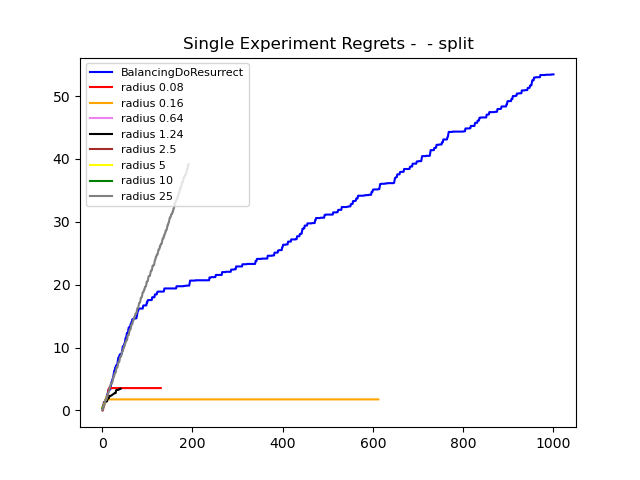 Single Experiment Regrets -  - split
BalancingDoResurrect
radius 0.08
radius 0.16
radius 0.64
radius 1.24
radius 2.5
radius 5
radius 10
radius 25
50
40
30
20
10
0
0 200 400 600 800 1000